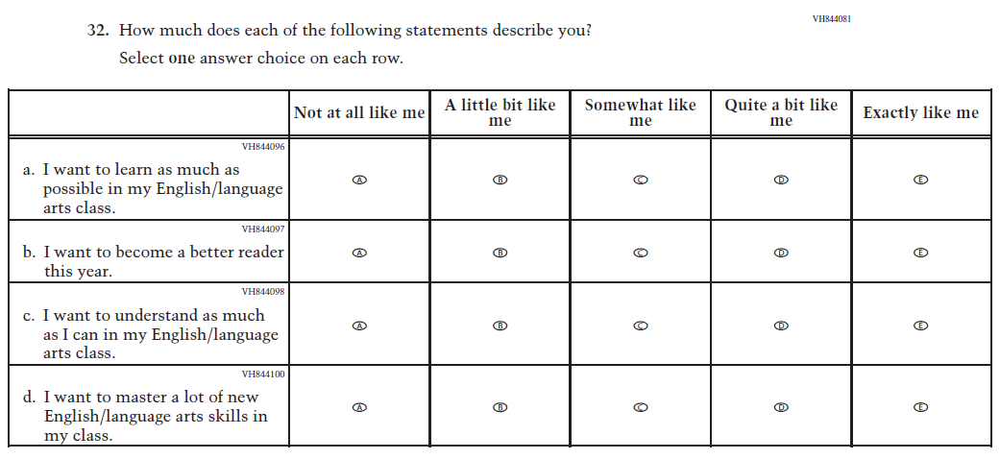 VH844081
32. How much does each of the following statements describe you?
Select one answer choice on each row.
Not at all like me
A little bit like
me
Somewhat like
me
Quite a bit like
me
Exactly like me
VH844096
a. I want to learn as much as
possible in my English/language
arts class.
A B C D E
VH844097
b. I want to become a better reader
this year.
A B C D E
VH844098
c. I want to understand as much
as I can in my English/language
arts class.
A B C D E
VH844100
d. I want to master a lot of new
English/language arts skills in
my class.
A B C D E